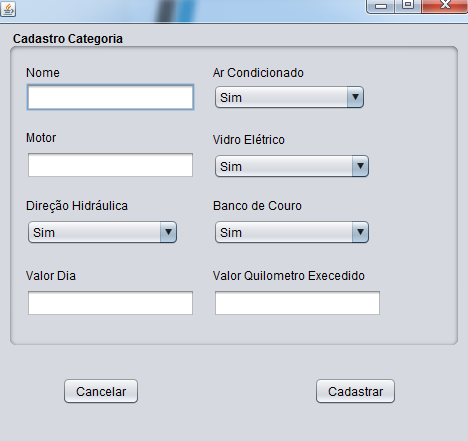 Cadastro Categoria
Nome
Ar Condicionado
Sim
Motor
Vidro Elétrico
Sim
Direção Hidráulica
Banco de Couro
Sim
Sim
Valor Dia
Valor Quilometro Execedido
Cancelar
Cadastrar